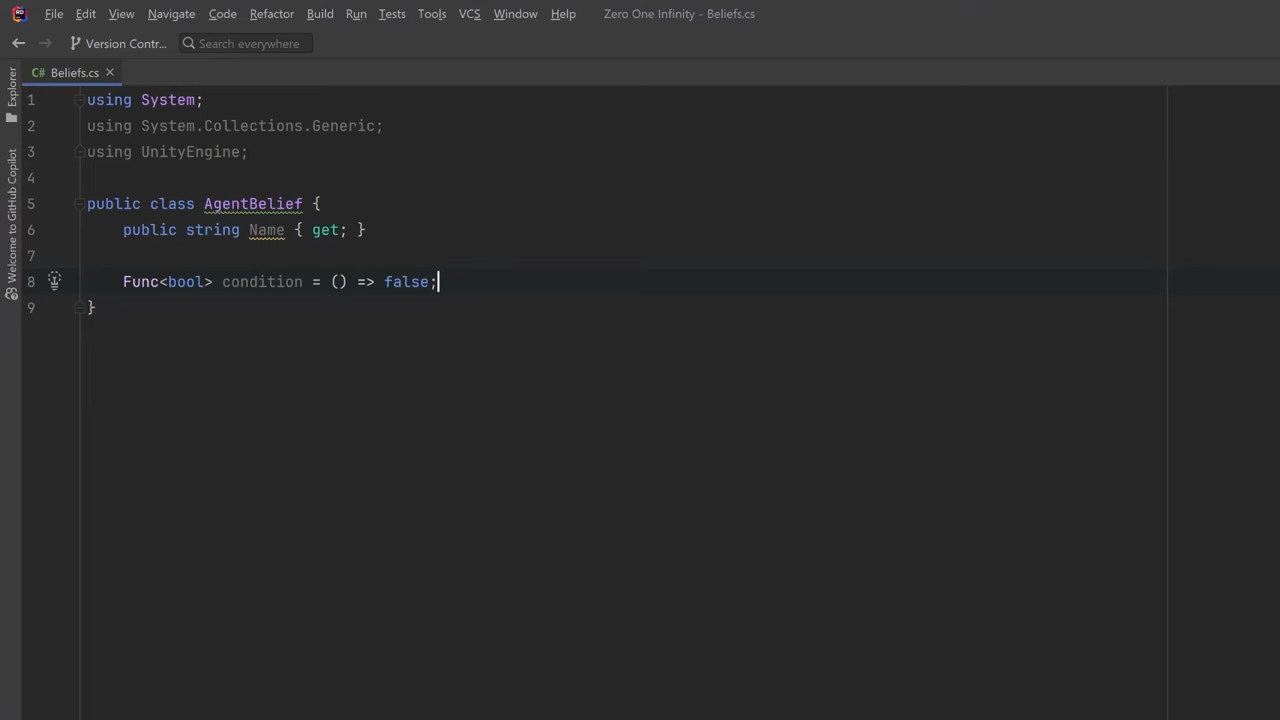 RD File Edit View Navigate Code Refactor Build Run Tests Tools VCS Window Help Zero One Infinity - Beliefs.cs
Version Contr... Search everywhere
Explorer
Welcome to GitHub Copilot
C# Beliefs.cs
1 using System;
2 using System.Collections.Generic;
3 using UnityEngine;
4
5 public class AgentBelief {
6 public string Name { get; }
7
8 Func<bool> condition = () => false;
9 }